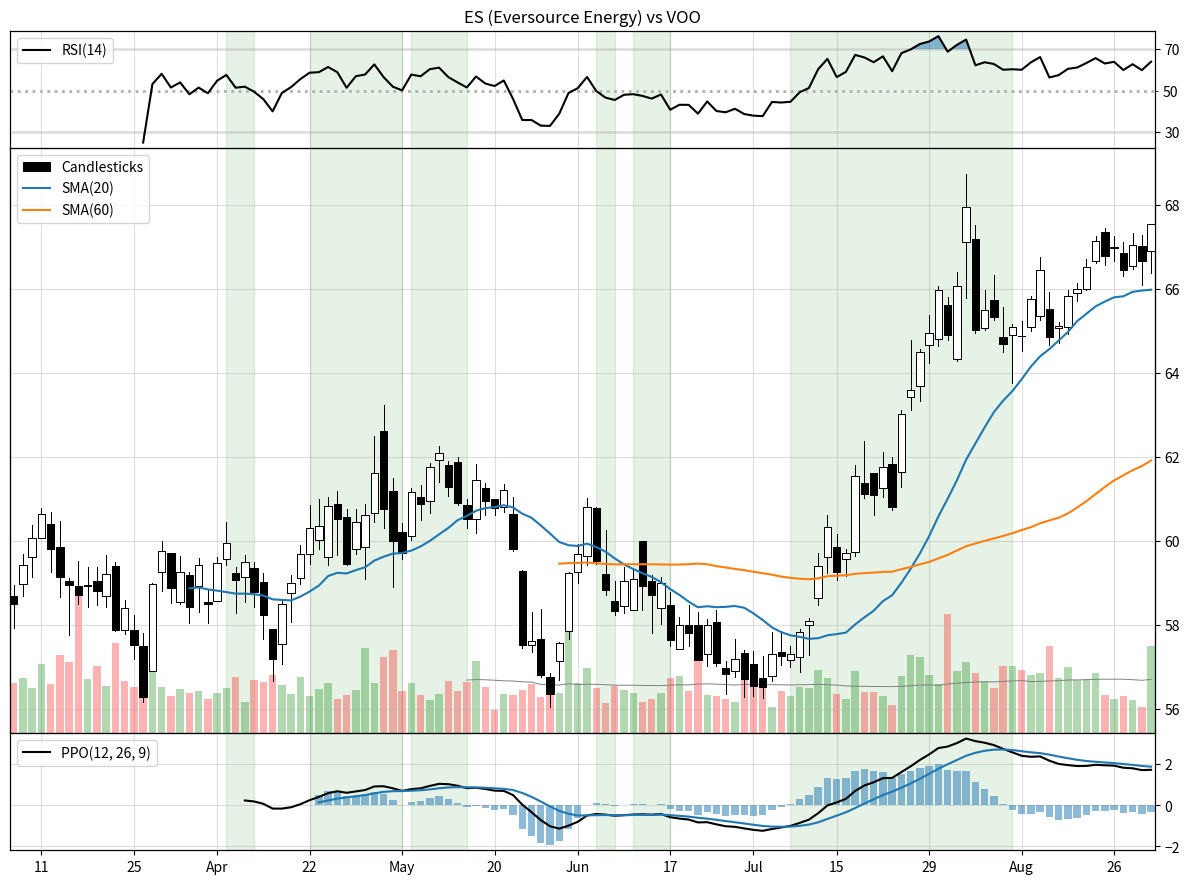 ES (Eversource Energy) vs VOO
RSI(14)
70
50
30
Candlesticks
SMA(20)
SMA(60)
68
66
64
62
60
58
56
PPO(12, 26, 9)
2
0
−2
11 25 Apr 22 May 20 Jun 17 Jul 15 29 Aug 26